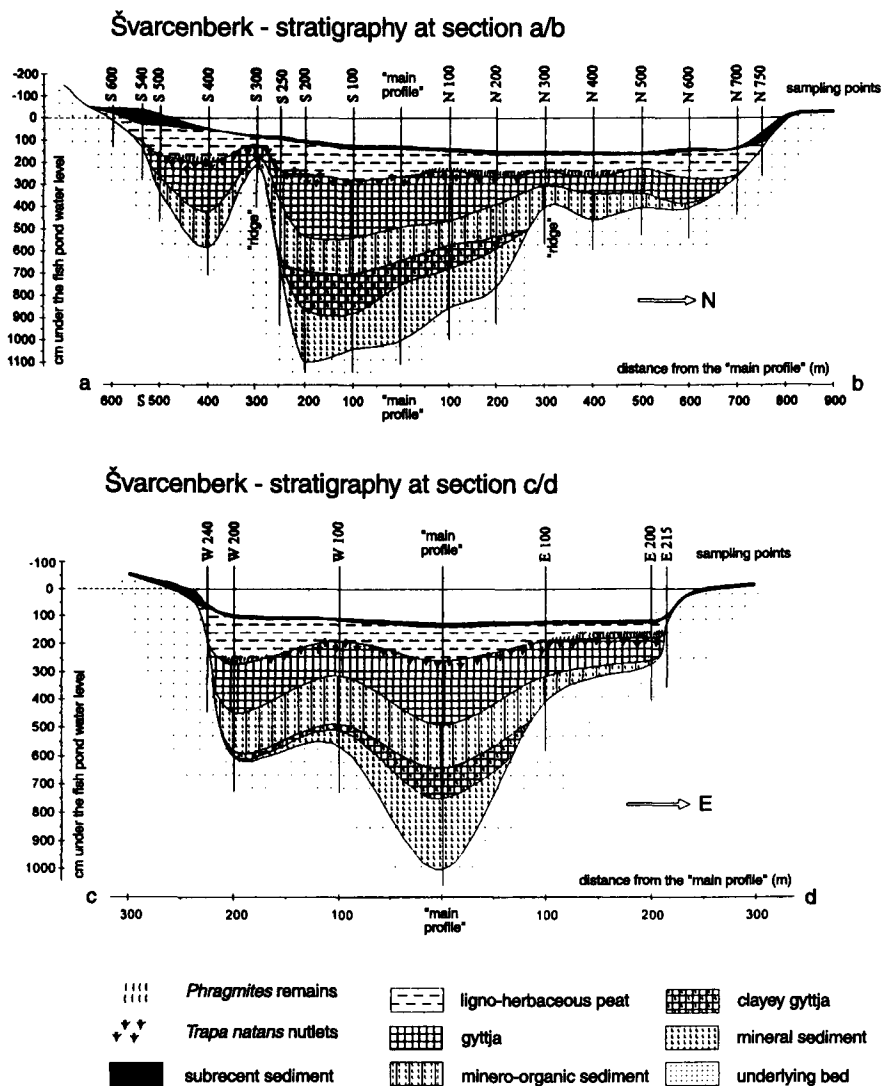 Švarcenberk - stratigraphy at section a/b
S 600 S 540 S 500 S 400 S 300 S 250 S 200 S 100 "main profile" N 100 N 200 N 300 N 400 N 500 N 600 N 700 N 750 sampling points
-200
-100
0
100
200
300
400
500
600
700
800
900
1000
1100
cm under the fish pond water level
"ridge"
"ridge"
N
distance from the "main profile" (m)
a b
600 S 500 400 300 200 100 "main profile" 100 200 300 400 500 600 700 800 900
Švarcenberk - stratigraphy at section c/d
W 240 W 200 W 100 "main profile" E 100 E 200 E 215 sampling points
-100
0
100
200
300
400
500
600
700
800
900
1000
cm under the fish pond water level
E
distance from the "main profile" (m)
c d
300 200 100 "main profile" 100 200 300
Phragmites remains ligno-herbaceous peat clayey gyttja
Trapa natans nutlets gyttja mineral sediment
subrecent sediment minero-organic sediment underlying bed